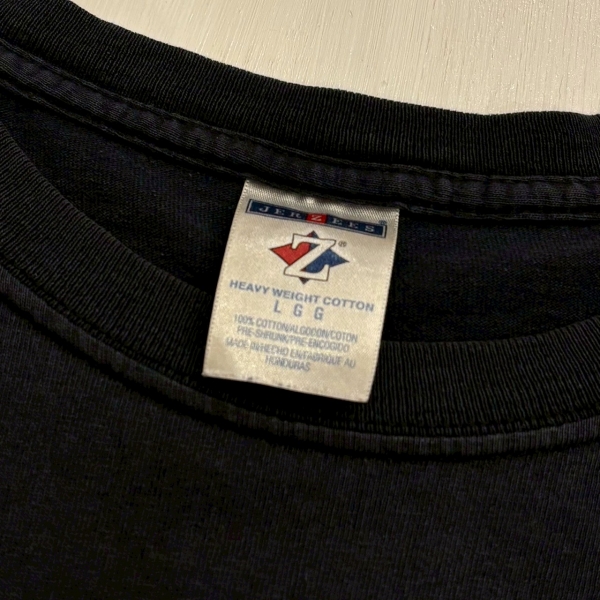 JERZEES®
Z®
HEAVY WEIGHT COTTON
L G G
100% COTTON/ALGODON/COTON
PRE-SHRUNK/PRE-ENCOGIDO
MADE IN/HECHO EN/FABRIQUE AU
HONDURAS